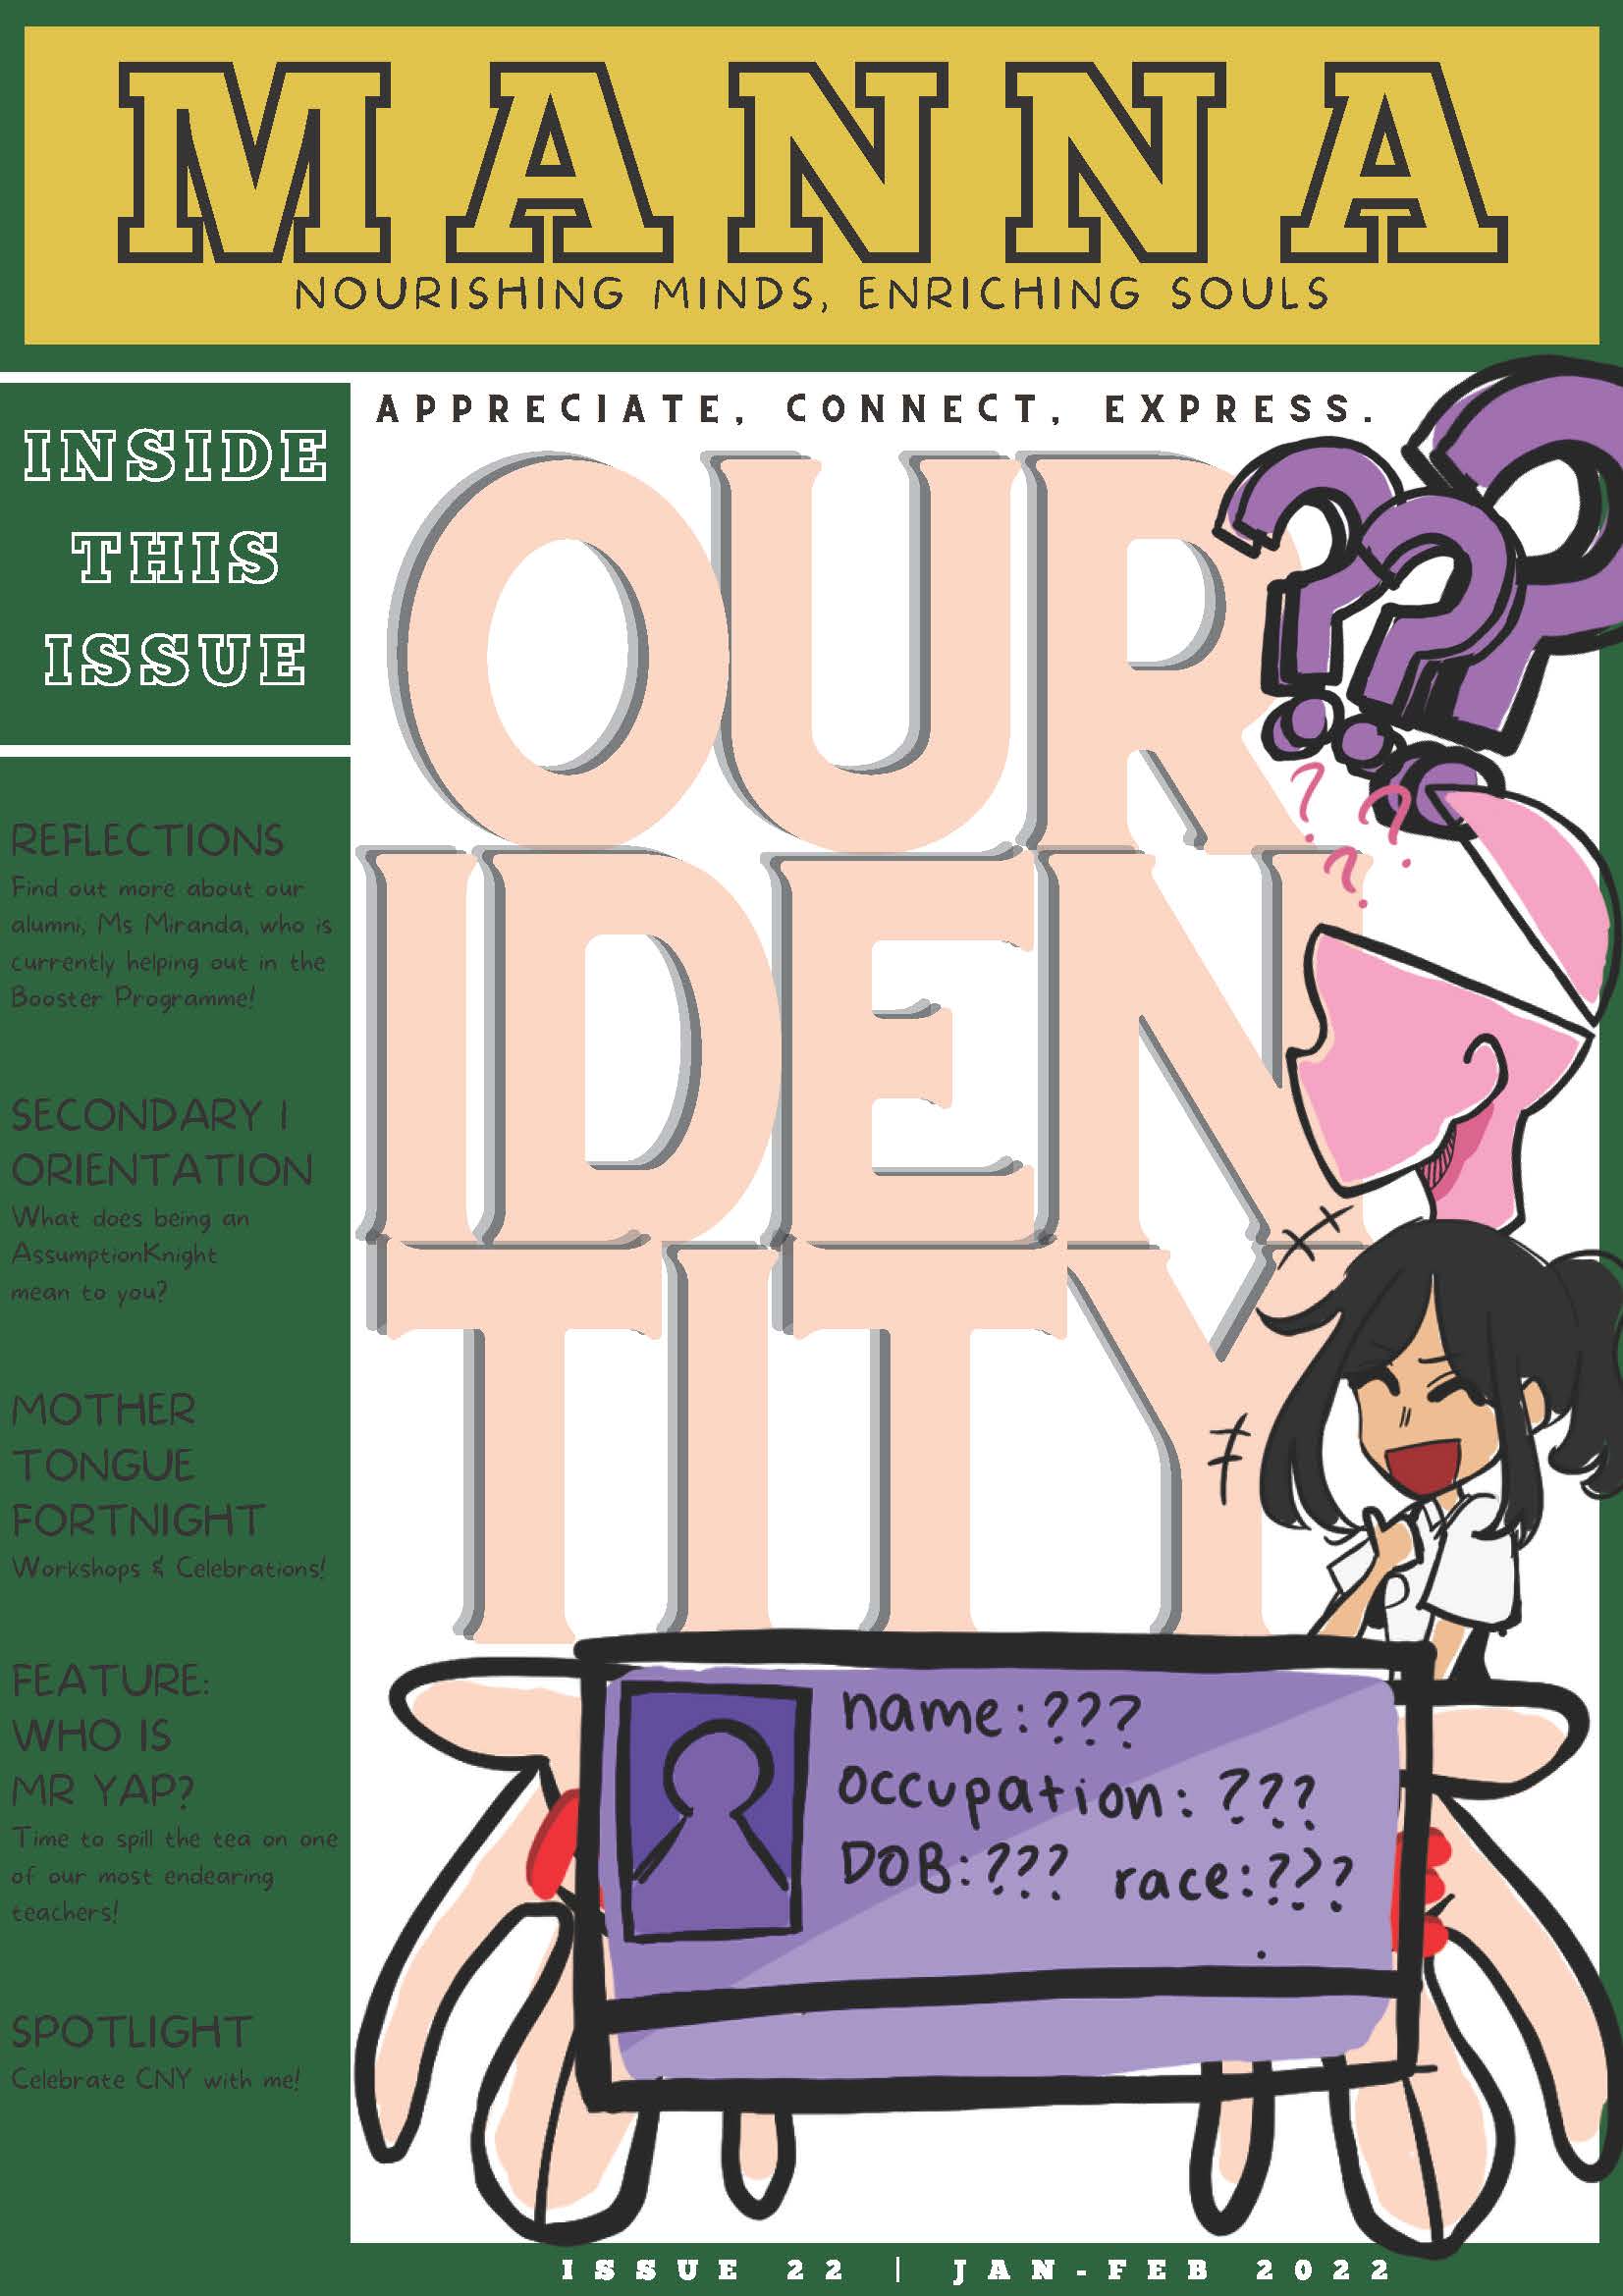 MANNA
NOURISHING MINDS, ENRICHING SOULS
INSIDE
THIS
ISSUE
REFLECTIONS
Find out more about our
alumni, Ms Miranda, who is
currently helping out in the
Booster Programme!
SECONDARY 1
ORIENTATION
What does being an
AssumptionKnight
mean to you?
MOTHER
TONGUE
FORTNIGHT
Workshops & Celebrations!
FEATURE:
WHO IS
MR YAP?
Time to spill the tea on one
of our most endearing
teachers!
SPOTLIGHT
Celebrate CNY with me!
APPRECIATE, CONNECT, EXPRESS.
OUR
IDEN
TITY
???
? ?
?
name:???
occupation: ???
DOB:??? race:???
ISSUE 22 | JAN-FEB 2022